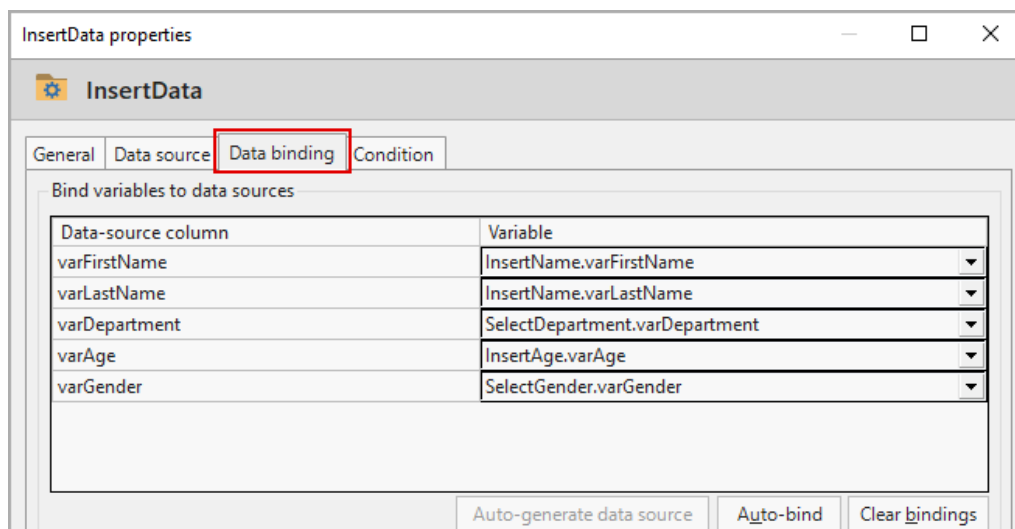 InsertData properties
InsertData
General Data source Data binding Condition
Bind variables to data sources
Data-source column Variable
varFirstName InsertName.varFirstName
varLastName InsertName.varLastName
varDepartment SelectDepartment.varDepartment
varAge InsertAge.varAge
varGender SelectGender.varGender
Auto-generate data source Auto-bind Clear bindings